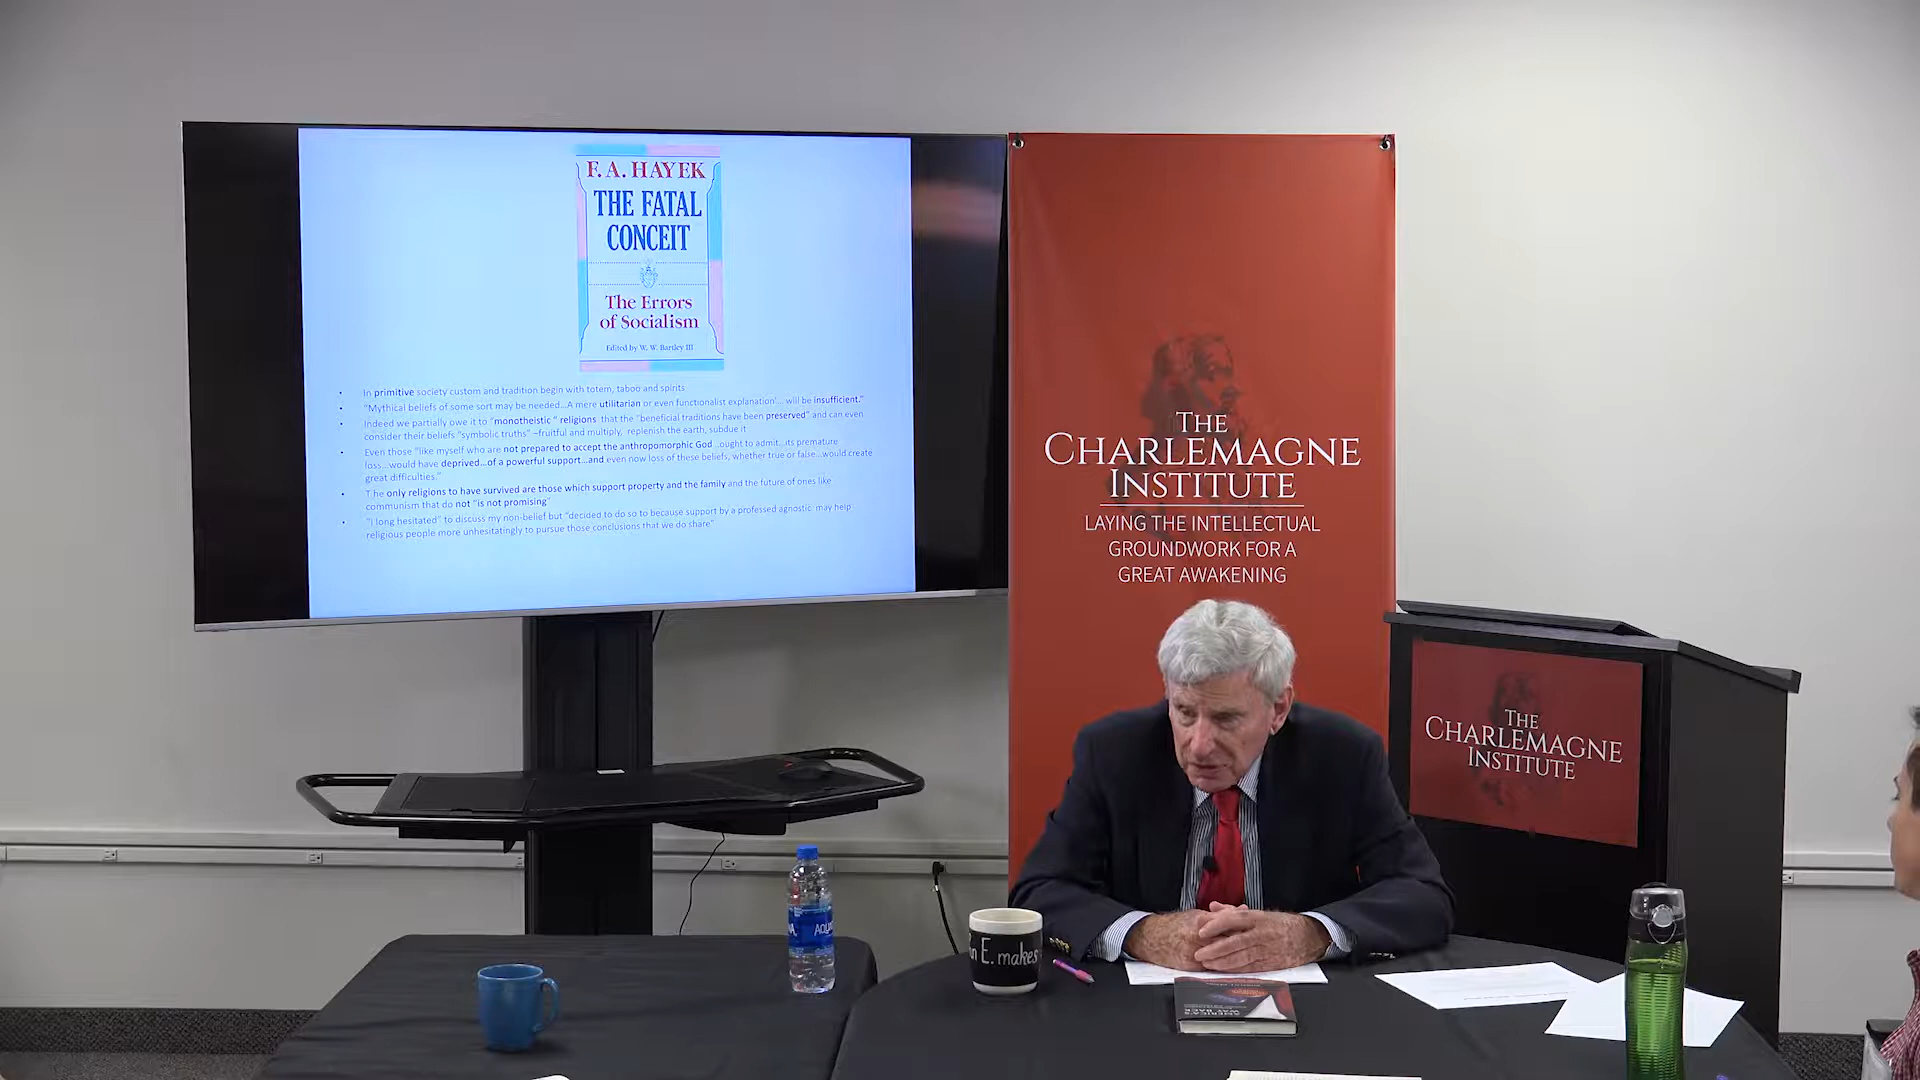 F. A. HAYEK
THE FATAL
CONCEIT
The Errors
of Socialism
Edited by W. W. Bartley III
• In primitive society custom and tradition begin with totem, taboo and spirits
• "Mythical beliefs of some sort may be needed...A mere utilitarian or even functionalist explanation'... will be insufficient."
• Indeed we partially owe it to "monotheistic " religions that the "beneficial traditions have been preserved" and can even
consider their beliefs "symbolic truths" –fruitful and multiply, replenish the earth, subdue it
• Even those "like myself who are not prepared to accept the anthropomorphic God ..ought to admit.. its premature
loss...would have deprived...of a powerful support...and even now loss of these beliefs, whether true or false...would create
great difficulties."
• T he only religions to have survived are those which support property and the family and the future of ones like
communism that do not "is not promising"
• "I long hesitated" to discuss my non-belief but "decided to do so to because support by a professed agnostic may help
religious people more unhesitatingly to pursue those conclusions that we do share"
THE
CHARLEMAGNE
INSTITUTE
LAYING THE INTELLECTUAL
GROUNDWORK FOR A
GREAT AWAKENING
THE
CHARLEMAGNE
INSTITUTE
E. makes
AMERICA'S
WAY BACK